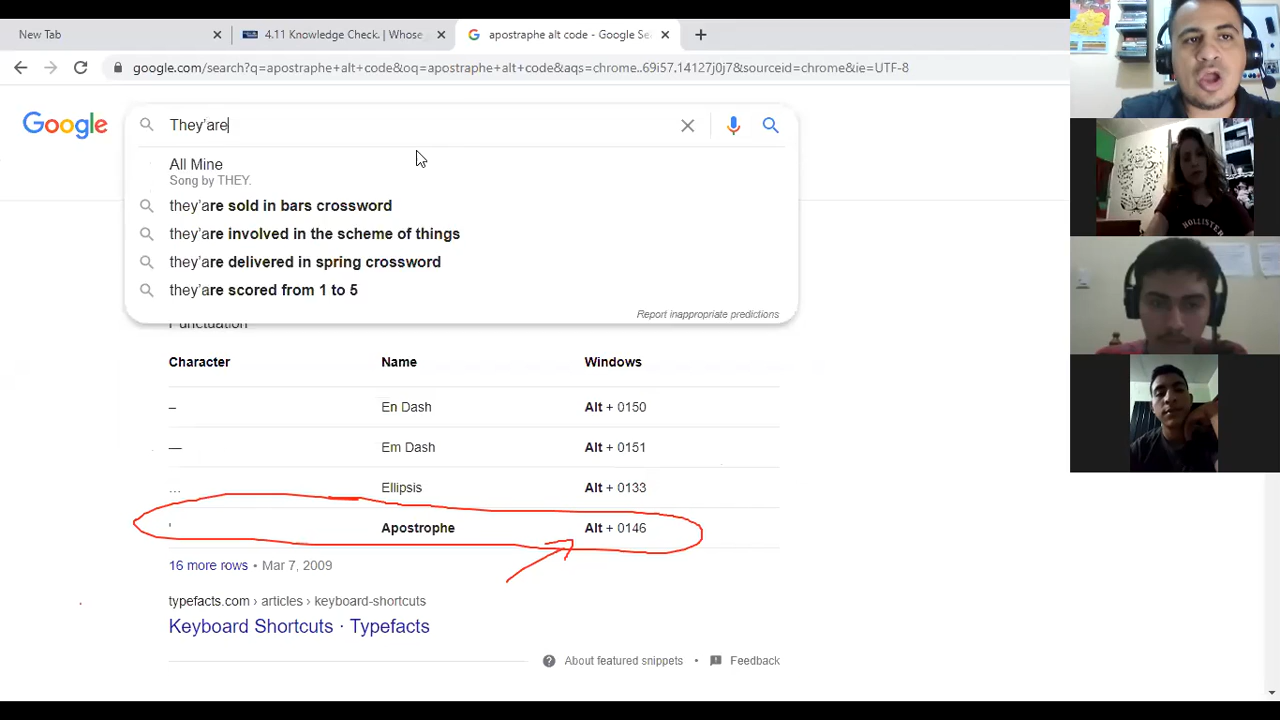 New Tab
4.11 Knowledge Check | W
apostraphe alt code - Google Se
google.com/search?q=apostraphe+alt+code&oq=apostraphe+alt+code&aqs=chrome..69i57.14127j0j7&sourceid=chrome&ie=UTF-8
Google
They’are
All Mine
Song by THEY.
they’are sold in bars crossword
they’are involved in the scheme of things
they’are delivered in spring crossword
they’are scored from 1 to 5
Report inappropriate predictions
Punctuation
Character Name Windows
– En Dash Alt + 0150
— Em Dash Alt + 0151
… Ellipsis Alt + 0133
' Apostrophe Alt + 0146
16 more rows • Mar 7, 2009
typefacts.com › articles › keyboard-shortcuts
Keyboard Shortcuts · Typefacts
About featured snippets • Feedback
HOLLISTER